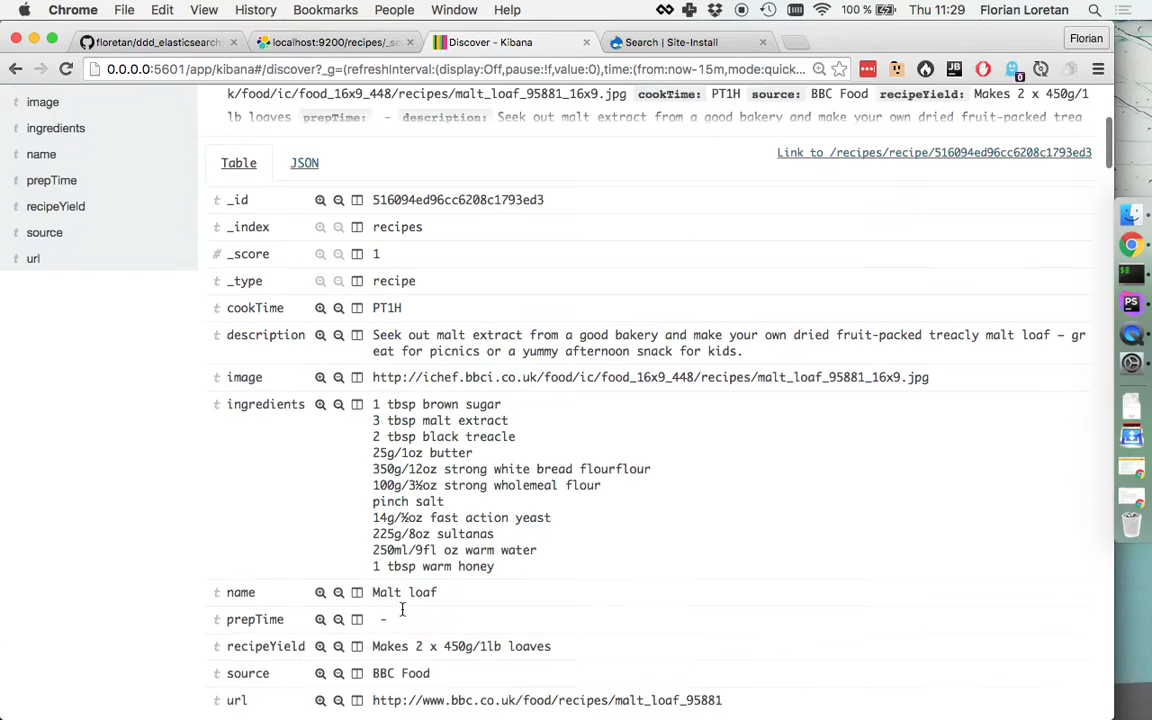 Chrome File Edit View History Bookmarks People Window Help 100 % Thu 11:29 Florian Loretan
floretan/ddd_elasticsearch localhost:9200/recipes/_se Discover - Kibana Search | Site-Install Florian
0.0.0.0:5601/app/kibana#/discover?_g=(refreshInterval:(display:Off,pause:!f,value:0),time:(from:now-15m,mode:quick...
image
ingredients
name
prepTime
recipeYield
source
url
k/food/ic/food_16x9_448/recipes/malt_loaf_95881_16x9.jpg cookTime: PT1H source: BBC Food recipeYield: Makes 2 x 450g/1
lb loaves prepTime: - description: Seek out malt extract from a good bakery and make your own dried fruit-packed trea
Table JSON Link to /recipes/recipe/516094ed96cc6208c1793ed3
t _id 516094ed96cc6208c1793ed3
t _index recipes
# _score 1
t _type recipe
t cookTime PT1H
t description Seek out malt extract from a good bakery and make your own dried fruit-packed treacly malt loaf – gr
eat for picnics or a yummy afternoon snack for kids.
t image http://ichef.bbci.co.uk/food/ic/food_16x9_448/recipes/malt_loaf_95881_16x9.jpg
t ingredients 1 tbsp brown sugar
3 tbsp malt extract
2 tbsp black treacle
25g/1oz butter
350g/12oz strong white bread flourflour
100g/3½oz strong wholemeal flour
pinch salt
14g/½oz fast action yeast
225g/8oz sultanas
250ml/9fl oz warm water
1 tbsp warm honey
t name Malt loaf
t prepTime -
t recipeYield Makes 2 x 450g/1lb loaves
t source BBC Food
t url http://www.bbc.co.uk/food/recipes/malt_loaf_95881